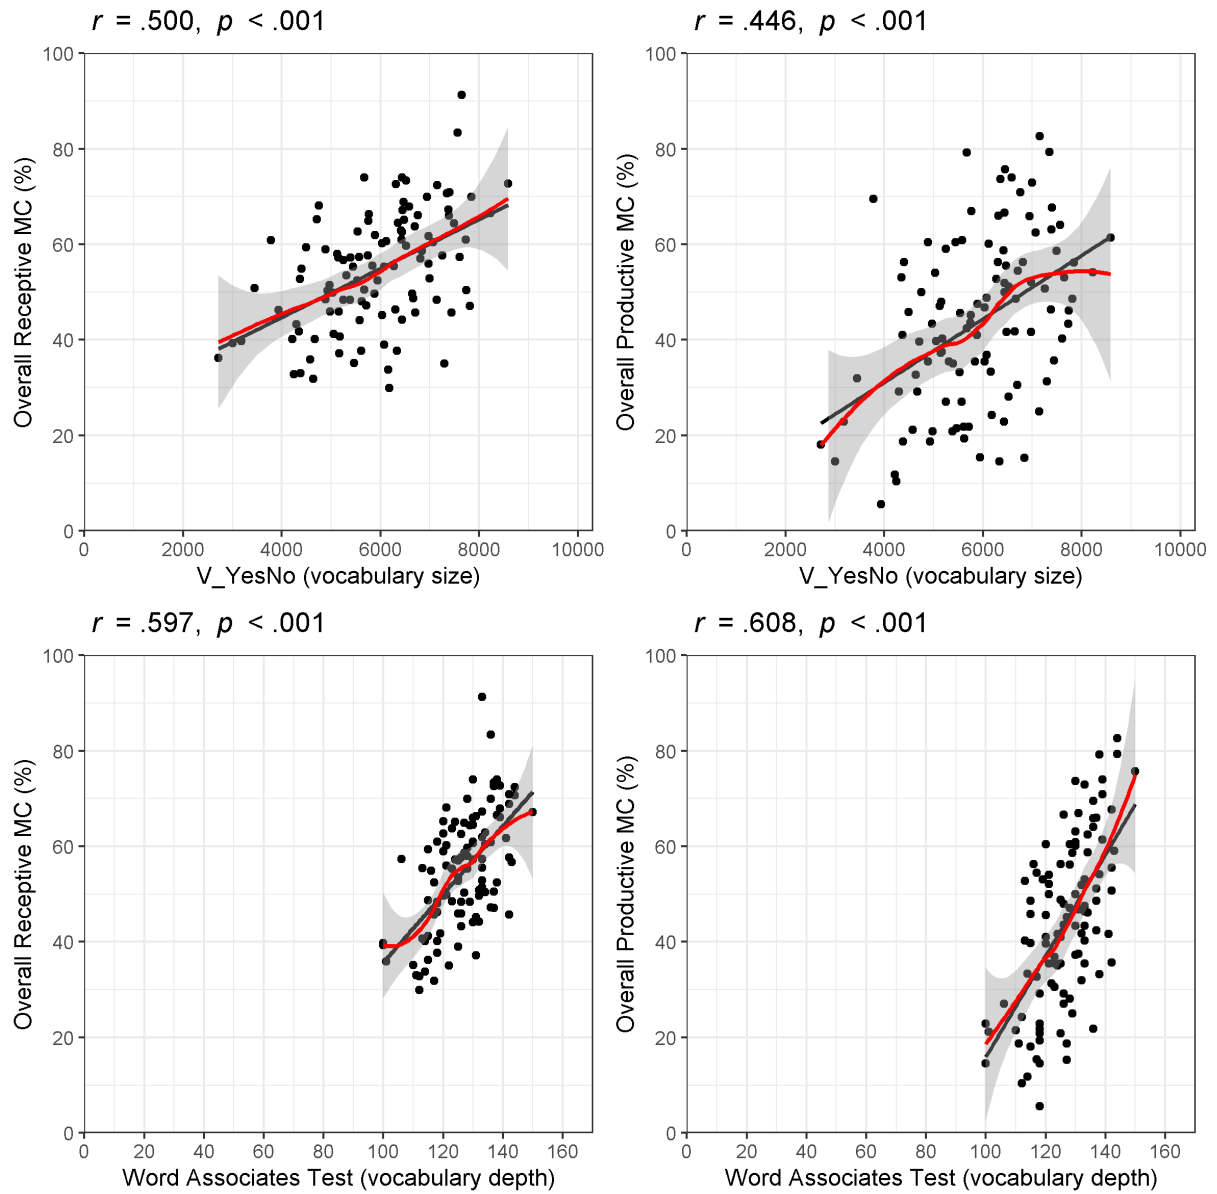 r = .500, p < .001
r = .446, p < .001
100
80
60
40
20
0
Overall Receptive MC (%)
0 2000 4000 6000 8000 10000
V_YesNo (vocabulary size)
100
80
60
40
20
0
Overall Productive MC (%)
0 2000 4000 6000 8000 10000
V_YesNo (vocabulary size)
r = .597, p < .001
r = .608, p < .001
100
80
60
40
20
0
Overall Receptive MC (%)
0 20 40 60 80 100 120 140 160
Word Associates Test (vocabulary depth)
100
80
60
40
20
0
Overall Productive MC (%)
0 20 40 60 80 100 120 140 160
Word Associates Test (vocabulary depth)